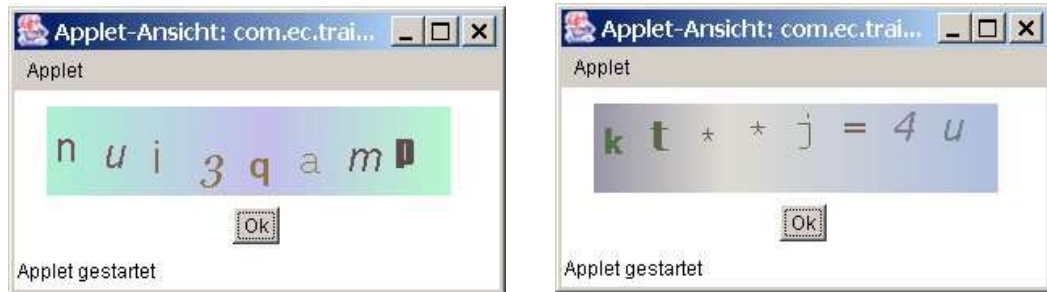 Applet-Ansicht: com.ec.trai...
Applet
n u i 3 q a m
Ok
Applet gestartet
Applet-Ansicht: com.ec.trai...
Applet
k t * * j = 4 u
Ok
Applet gestartet